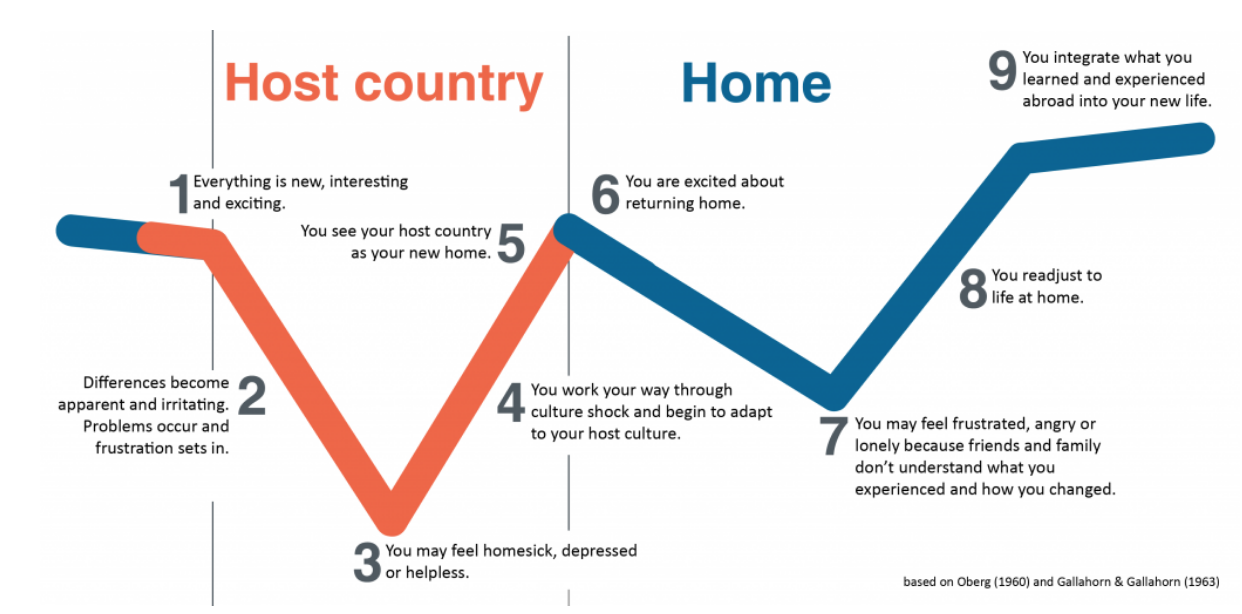 Host country
Home
1
Everything is new, interesting
and exciting.
Differences become
apparent and irritating.
Problems occur and
frustration sets in.
2
3
You may feel homesick, depressed
or helpless.
4
You work your way through
culture shock and begin to adapt
to your host culture.
You see your host country
as your new home.
5
6
You are excited about
returning home.
7
You may feel frustrated, angry or
lonely because friends and family
don't understand what you
experienced and how you changed.
8
You readjust to
life at home.
9
You integrate what you
learned and experienced
abroad into your new life.
based on Oberg (1960) and Gallahorn & Gallahorn (1963)